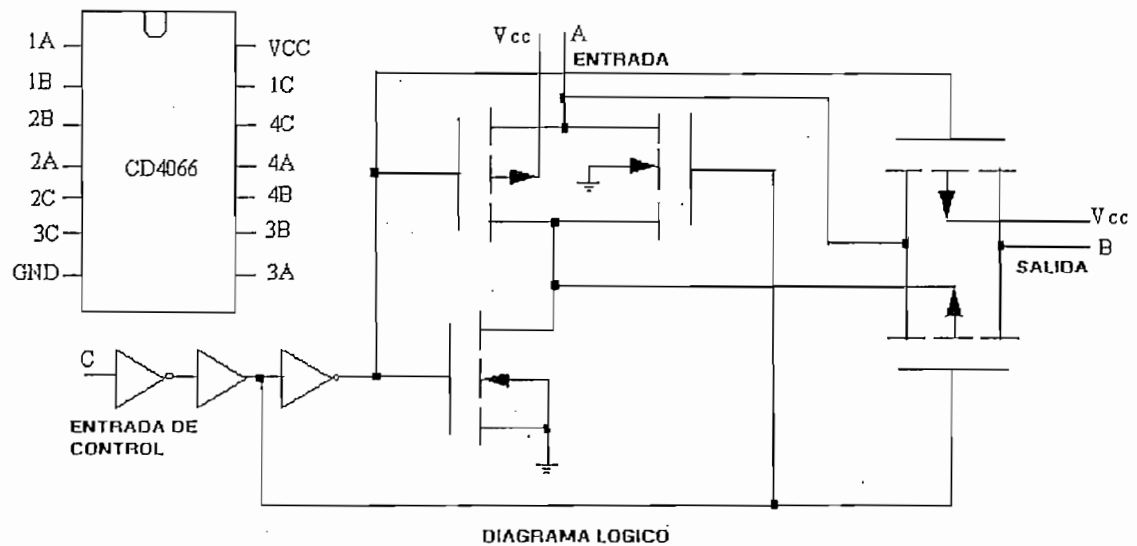 1A
1B
2B
2A
2C
3C
GND
CD4066
VCC
1C
4C
4A
4B
3B
3A
Vcc
A
ENTRADA
Vcc
B
SALIDA
C
ENTRADA DE
CONTROL
DIAGRAMA LOGICO